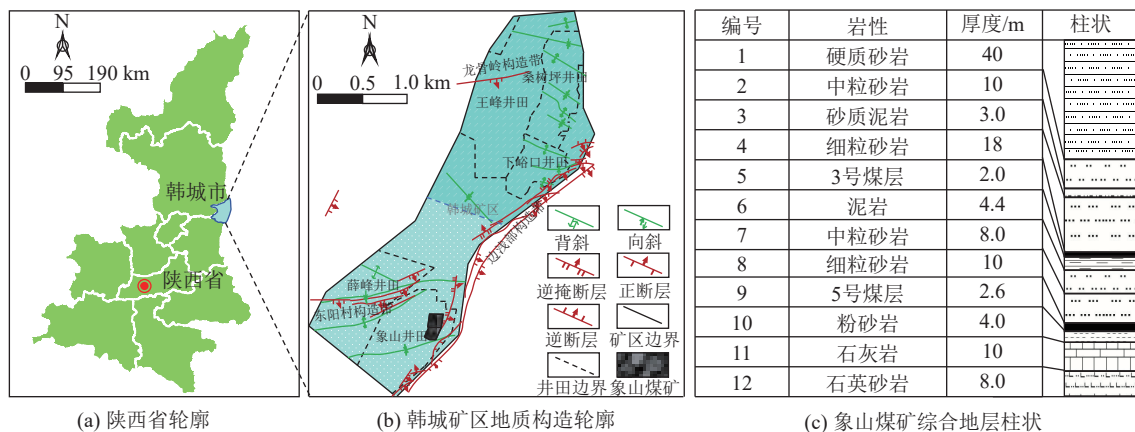 N
0 95 190 km
韩城市
陕西省
(a) 陕西省轮廓
N
0 0.5 1.0 km
龙骨岭构造带
桑树坪井田
王峰井田
下峪口井田
韩城矿区
边浅部构造带
薛峰井田
东阳村构造带
象山井田
背斜 向斜
逆掩断层 正断层
逆断层 矿区边界
井田边界 象山煤矿
(b) 韩城矿区地质构造轮廓
编号 岩性 厚度/m 柱状
1 硬质砂岩 40
2 中粒砂岩 10
3 砂质泥岩 3.0
4 细粒砂岩 18
5 3号煤层 2.0
6 泥岩 4.4
7 中粒砂岩 8.0
8 细粒砂岩 10
9 5号煤层 2.6
10 粉砂岩 4.0
11 石灰岩 10
12 石英砂岩 8.0
(c) 象山煤矿综合地层柱状